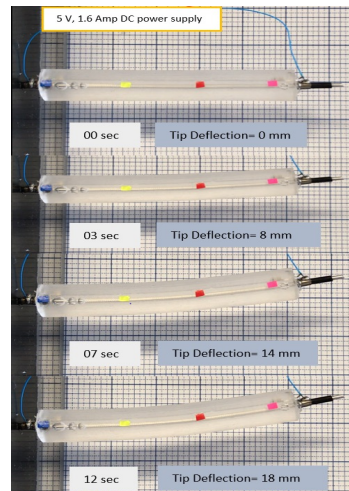 5 V, 1.6 Amp DC power supply
00 sec Tip Deflection= 0 mm
03 sec Tip Deflection= 8 mm
07 sec Tip Deflection= 14 mm
12 sec Tip Deflection= 18 mm